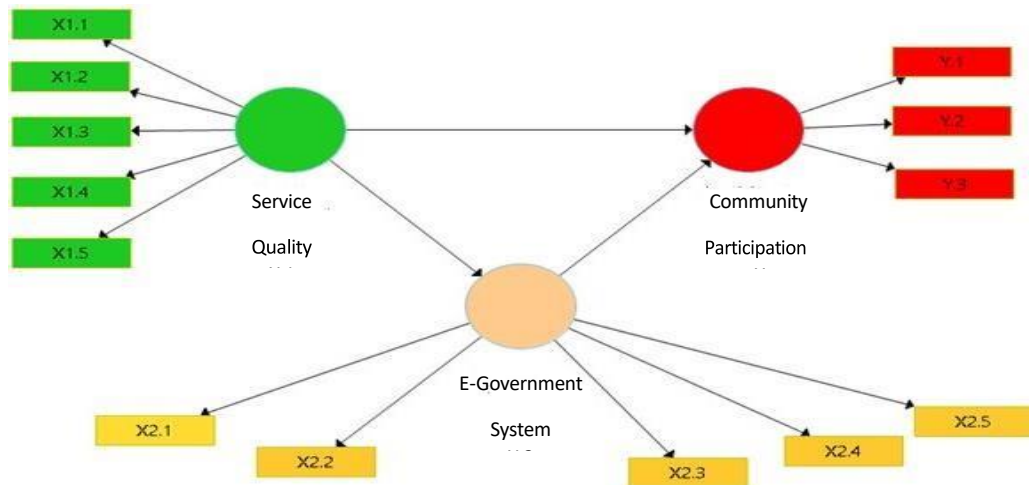 X1.1
X1.2
X1.3
X1.4
X1.5
Service
Quality
Y.1
Y.2
Y.3
Community
Participation
E-Government
System
X2.1
X2.2
X2.3
X2.4
X2.5